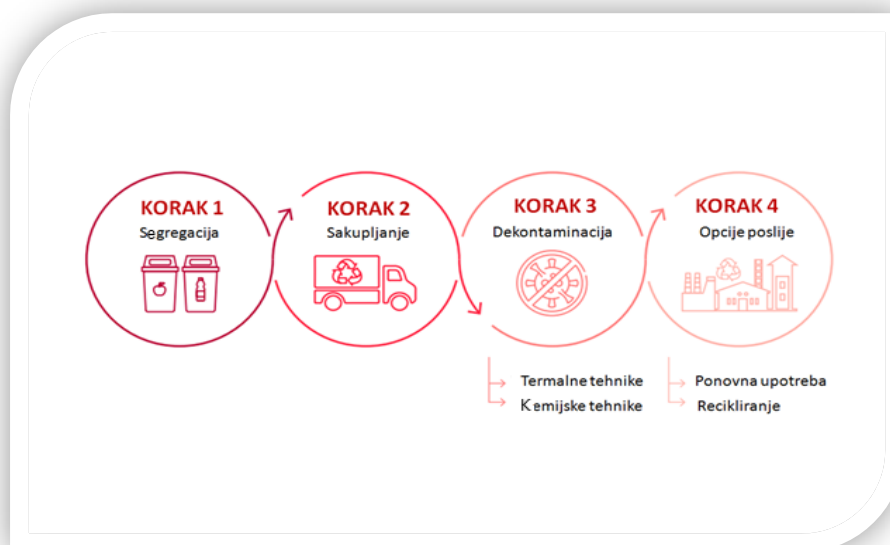 KORAK 1
Segregacija
KORAK 2
Sakupljanje
KORAK 3
Dekontaminacija
Termalne tehnike
Kemijske tehnike
KORAK 4
Opcije poslije
Ponovna upotreba
Recikliranje